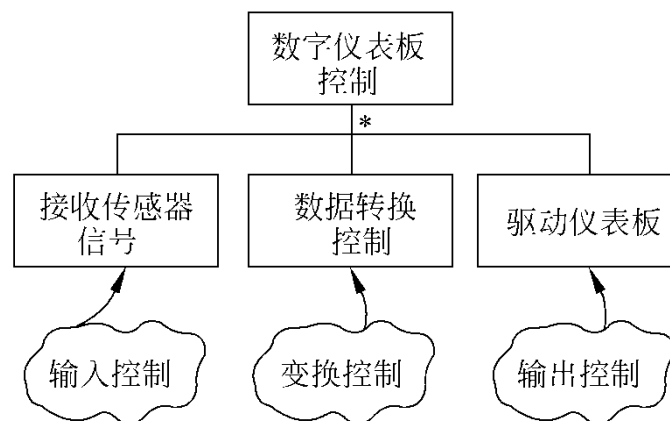 数字仪表板
控制
*
接收传感器
信号
数据转换
控制
驱动仪表板
输入控制
变换控制
输出控制